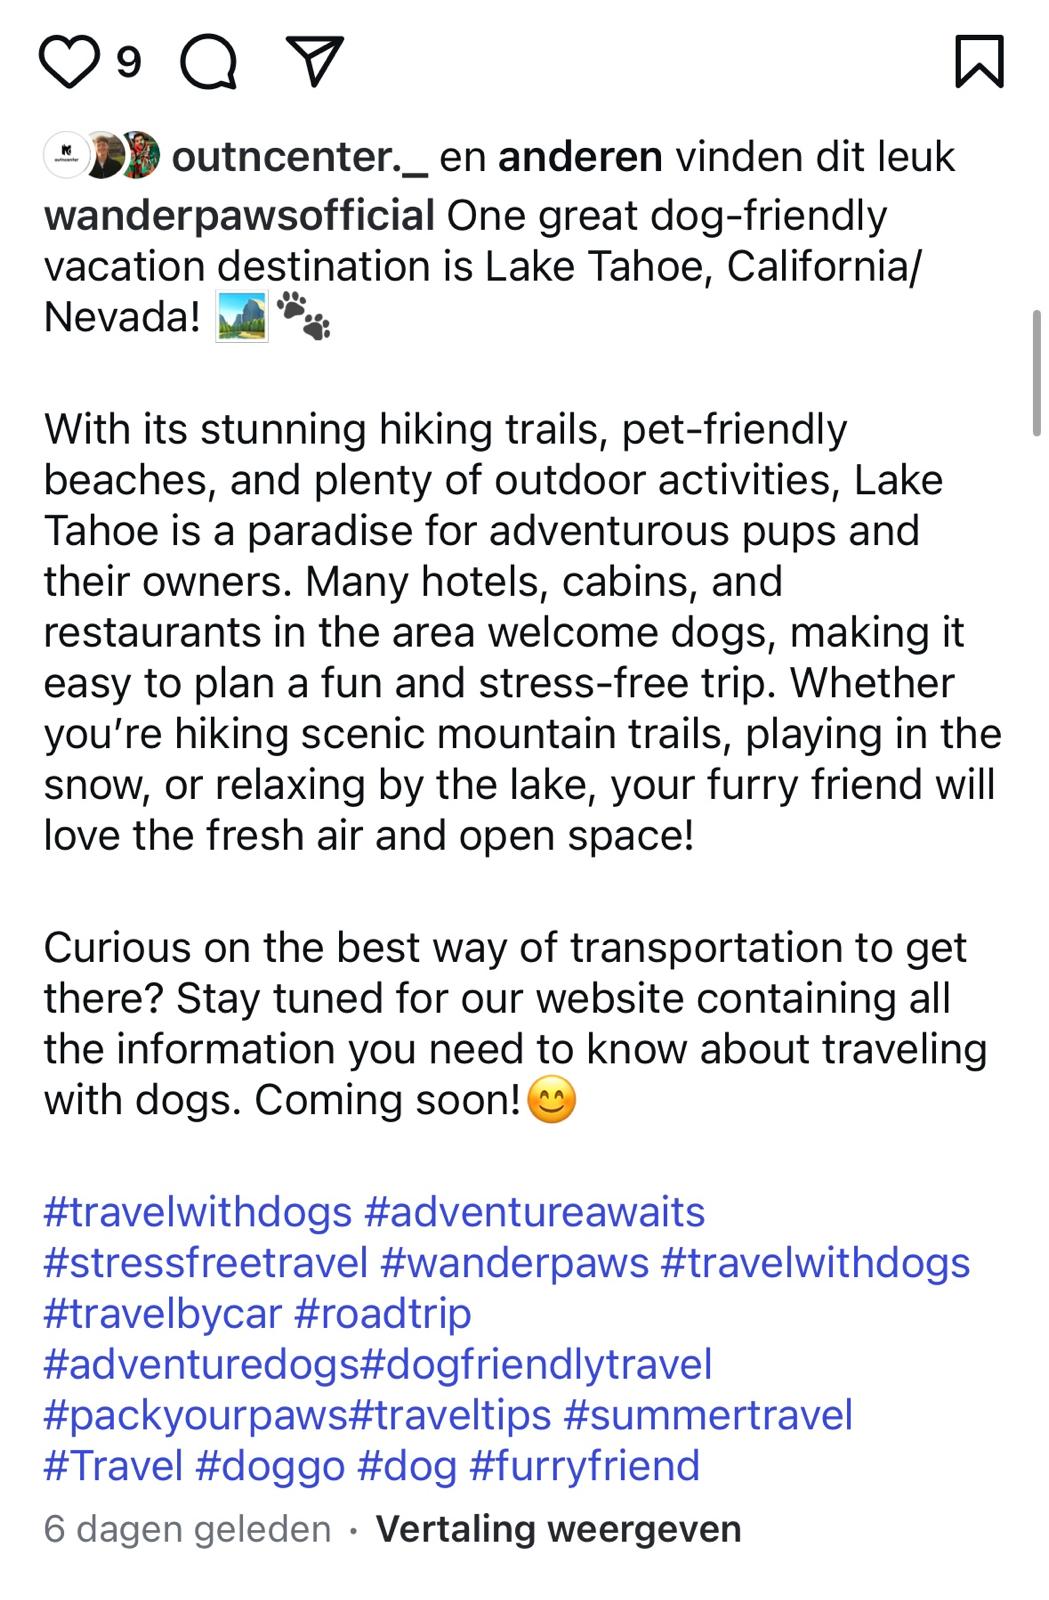 9
outncenter._ en anderen vinden dit leuk
wanderpawsofficial One great dog-friendly
vacation destination is Lake Tahoe, California/
Nevada! 🏞️🐾
With its stunning hiking trails, pet-friendly
beaches, and plenty of outdoor activities, Lake
Tahoe is a paradise for adventurous pups and
their owners. Many hotels, cabins, and
restaurants in the area welcome dogs, making it
easy to plan a fun and stress-free trip. Whether
you’re hiking scenic mountain trails, playing in the
snow, or relaxing by the lake, your furry friend will
love the fresh air and open space!
Curious on the best way of transportation to get
there? Stay tuned for our website containing all
the information you need to know about traveling
with dogs. Coming soon!😊
#travelwithdogs #adventureawaits
#stressfreetravel #wanderpaws #travelwithdogs
#travelbycar #roadtrip
#adventuredogs#dogfriendlytravel
#packyourpaws#traveltips #summertravel
#Travel #doggo #dog #furryfriend
6 dagen geleden · Vertaling weergeven